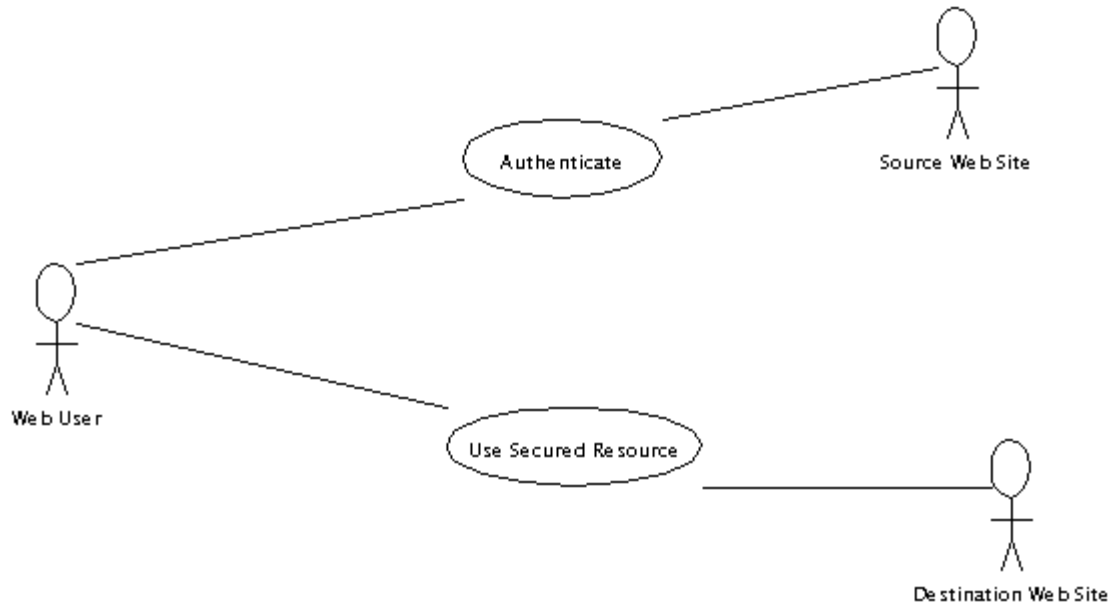 Authenticate
Source Web Site
Web User
Use Secured Resource
Destination Web Site